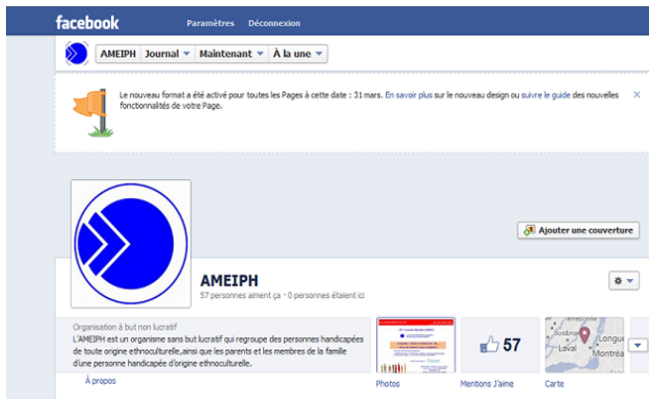 facebook
Paramètres Déconnexion
AMEIPH Journal Maintenant À la une
Le nouveau format a été activé pour toutes les Pages à cette date : 31 mars. En savoir plus sur le nouveau design ou suivre le guide des nouvelles
fonctionnalités de votre Page.
Ajouter une couverture
AMEIPH
57 personnes aiment ça · 0 personnes étaient ici
Organisation à but non lucratif
L'AMEIPH est un organisme sans but lucratif qui regroupe des personnes handicapées
de toute origine ethnoculturelle,ainsi que les parents et les membres de la famille
d'une personne handicapée d'origine ethnoculturelle.
À propos
57
Laval
Longu
Montréa
Photos
Mentions J'aime
Carte